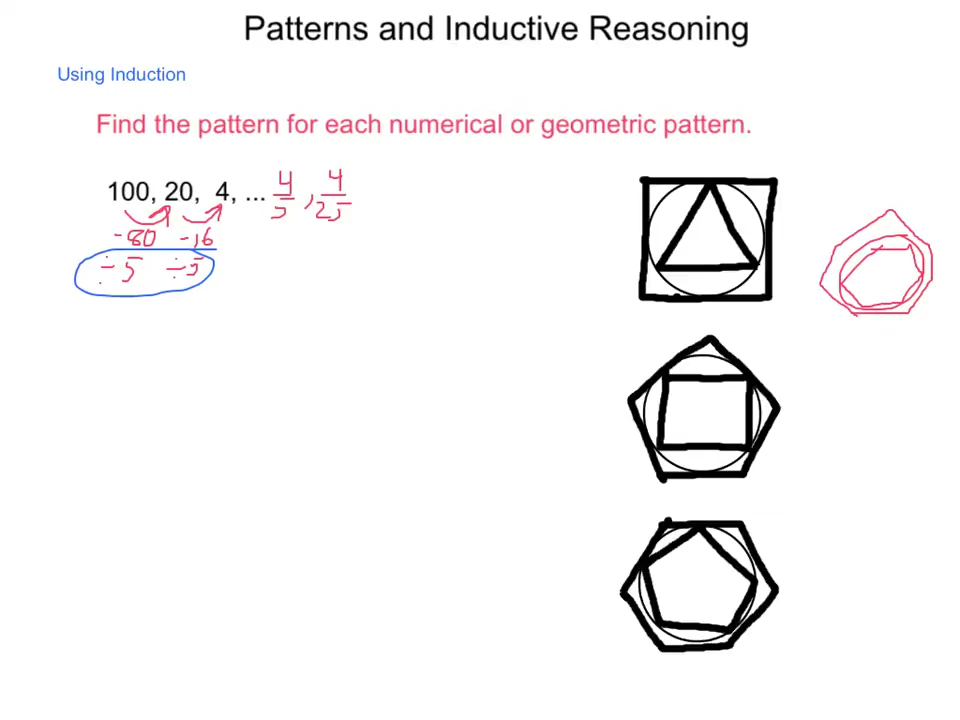 Patterns and Inductive Reasoning
Using Induction
Find the pattern for each numerical or geometric pattern.
100, 20, 4, ... 4/5, 4/25
-80 -16
÷5 ÷5